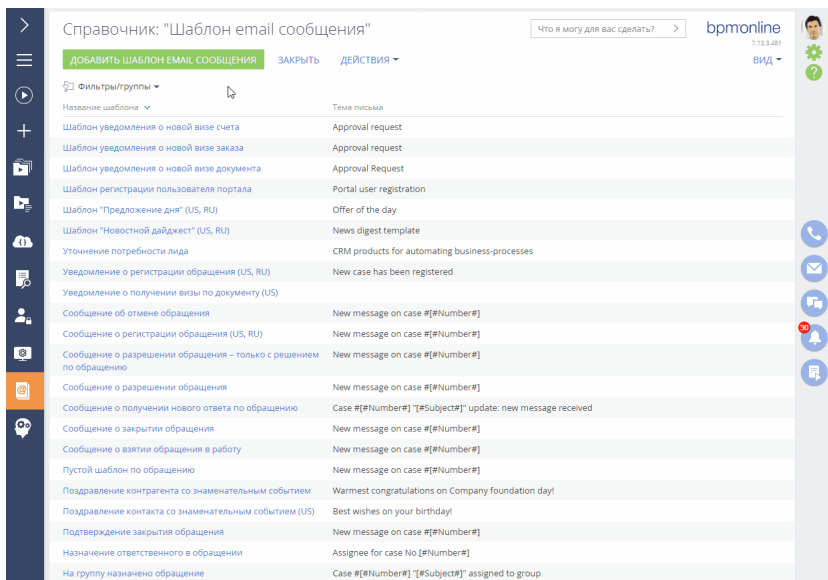 Справочник: "Шаблон email сообщения"
Что я могу для вас сделать?
bpm'online
7.13.3.481
ДОБАВИТЬ ШАБЛОН EMAIL СООБЩЕНИЯ ЗАКРЫТЬ ДЕЙСТВИЯ ВИД
Фильтры/группы
Название шаблона Тема письма
Шаблон уведомления о новой визе счета Approval request
Шаблон уведомления о новой визе заказа Approval request
Шаблон уведомления о новой визе документа Approval Request
Шаблон регистрации пользователя портала Portal user registration
Шаблон "Предложение дня" (US, RU) Offer of the day
Шаблон "Новостной дайджест" (US, RU) News digest template
Уточнение потребности лида CRM products for automating business-processes
Уведомление о регистрации обращения (US, RU) New case has been registered
Уведомление о получении визы по документу (US)
Сообщение об отмене обращения New message on case #[#Number#]
Сообщение о регистрации обращения (US, RU) New message on case #[#Number#]
Сообщение о разрешении обращения – только с решением New message on case #[#Number#]
по обращению
Сообщение о разрешении обращения New message on case #[#Number#]
Сообщение о получении нового ответа по обращению Case #[#Number#] "[#Subject#]" update: new message received
Сообщение о закрытии обращения New message on case #[#Number#]
Сообщение о взятии обращения в работу New message on case #[#Number#]
Пустой шаблон по обращению New message on case #[#Number#]
Поздравление контрагента со знаменательным событием Warmest congratulations on Company foundation day!
Поздравление контакта со знаменательным событием (US) Best wishes on your birthday!
Подтверждение закрытия обращения New message on case #[#Number#]
Назначение ответственного в обращении Assignee for case No.[#Number#]
На группу назначено обращение Case #[#Number#] "[#Subject#]" assigned to group
30